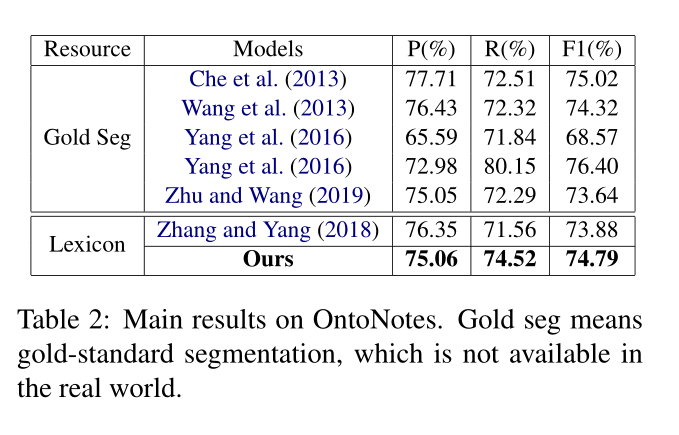 Resource Models P(%) R(%) F1(%)
Che et al. (2013) 77.71 72.51 75.02
Wang et al. (2013) 76.43 72.32 74.32
Gold Seg Yang et al. (2016) 65.59 71.84 68.57
Yang et al. (2016) 72.98 80.15 76.40
Zhu and Wang (2019) 75.05 72.29 73.64
Lexicon Zhang and Yang (2018) 76.35 71.56 73.88
Ours 75.06 74.52 74.79
Table 2: Main results on OntoNotes. Gold seg means
gold-standard segmentation, which is not available in
the real world.